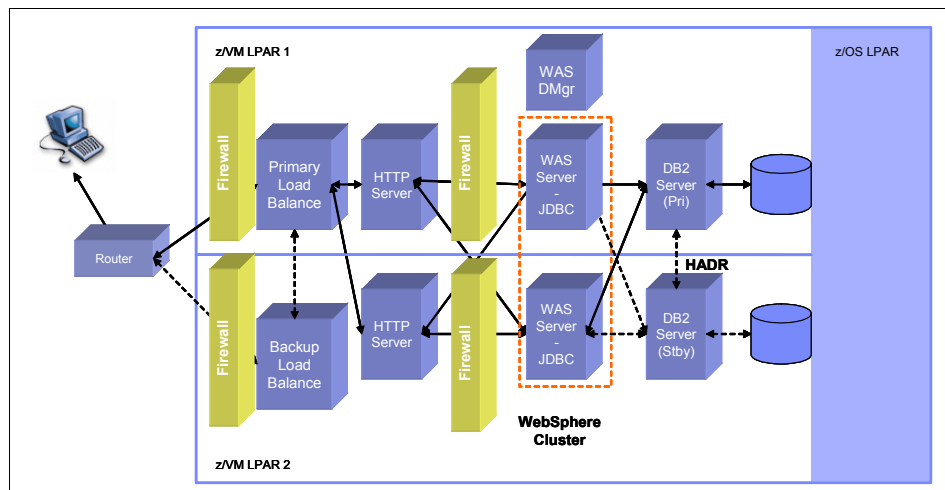 z/VM LPAR 1
z/OS LPAR
WAS
DMgr
Firewall
Primary
Load
Balance
HTTP
Server
Firewall
WAS
Server
-
JDBC
DB2
Server
(Pri)
Router
HADR
Firewall
Backup
Load
Balance
HTTP
Server
Firewall
WAS
Server
-
JDBC
DB2
Server
(Stby)
WebSphere
Cluster
z/VM LPAR 2